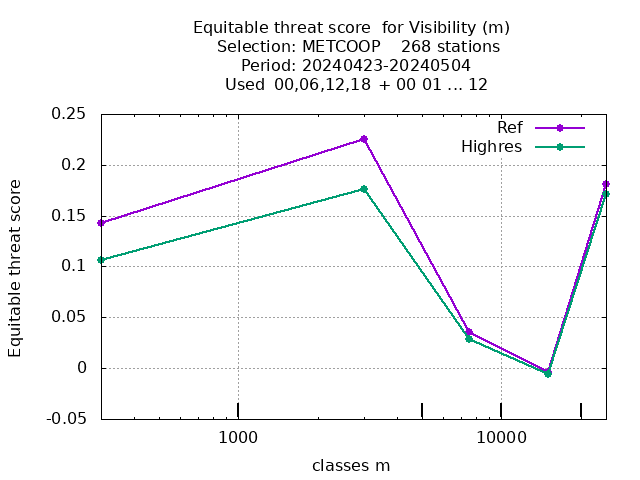 Equitable threat score  for Visibility (m)
Selection: METCOOP    268 stations
Period: 20240423-20240504
Used  00,06,12,18 + 00 01 ... 12
Ref
Highres
0.25
0.2
0.15
0.1
0.05
0
-0.05
Equitable threat score
1000
10000
classes m